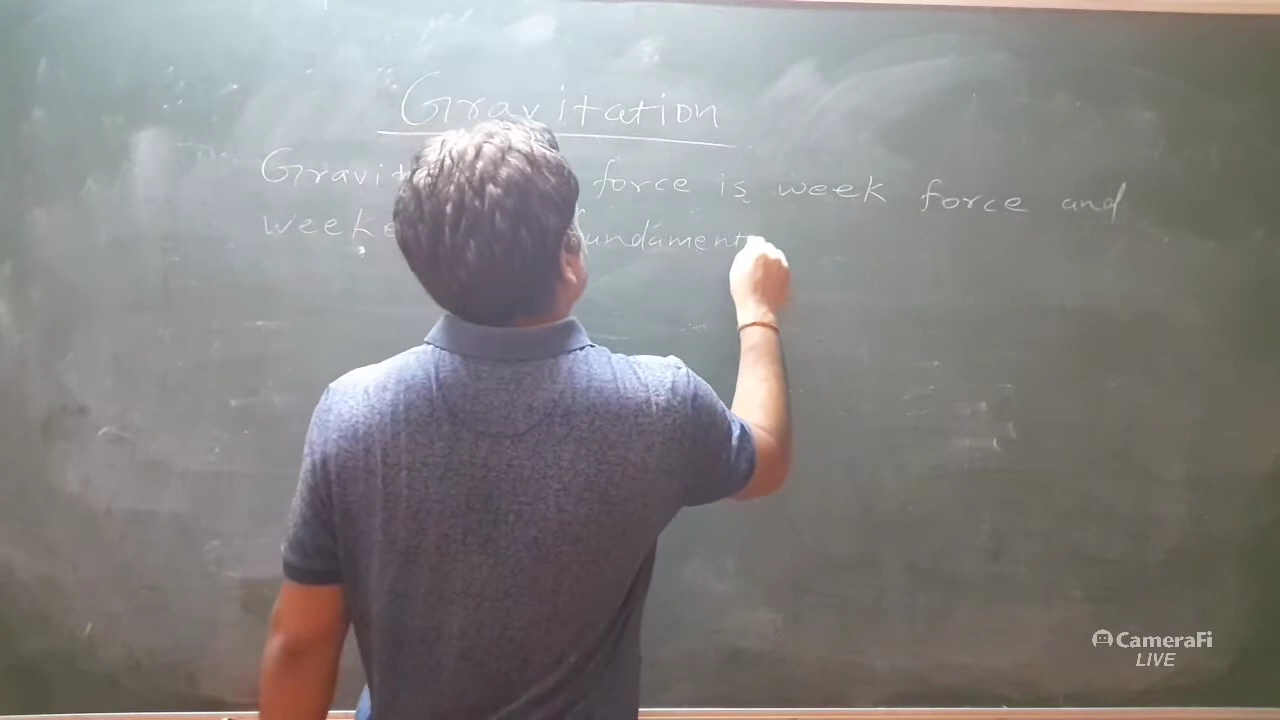 Gravitation
Gravit force is week force and
weeke fundament
CameraFi
LIVE